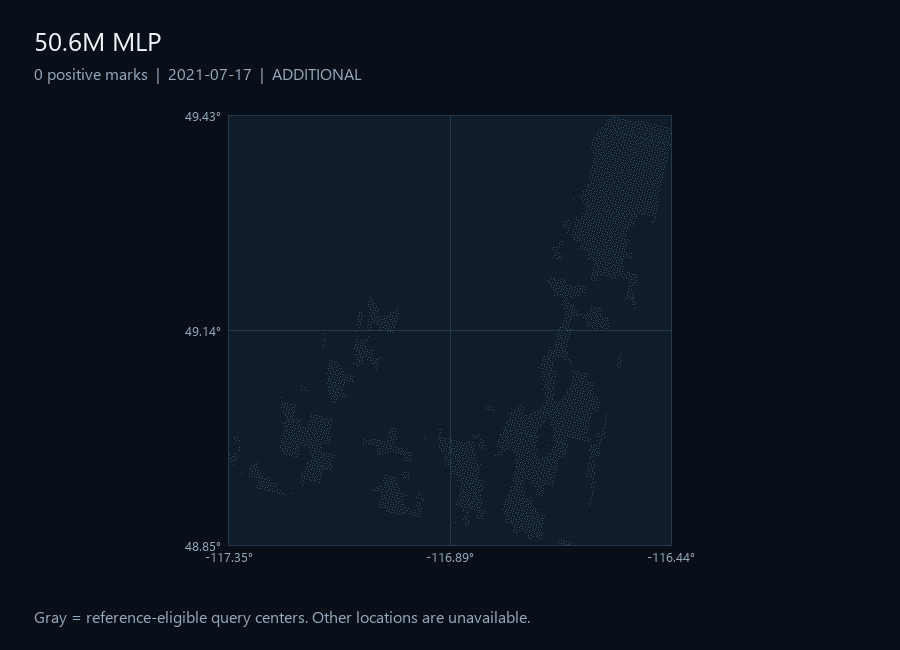 50.6M MLP
0 positive marks | 2021-07-17 | ADDITIONAL
49.43°
49.14°
48.85°
-117.35° -116.89° -116.44°
Gray = reference-eligible query centers. Other locations are unavailable.